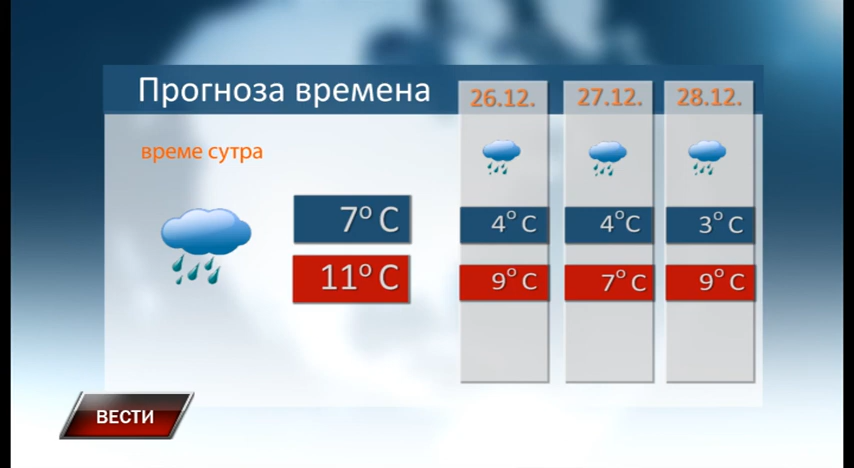 Прогноза времена
време сутра
7° C
11° C
26.12.
4° C
9° C
27.12.
4°C
7° C
28.12.
3° C
9° C
ВЕСТИ